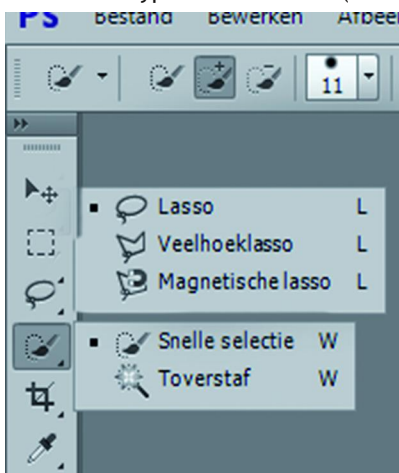 PS Bestand Bewerken
11
Lasso L
Veelhoeklasso L
Magnetische lasso L
Snelle selectie W
Toverstaf W